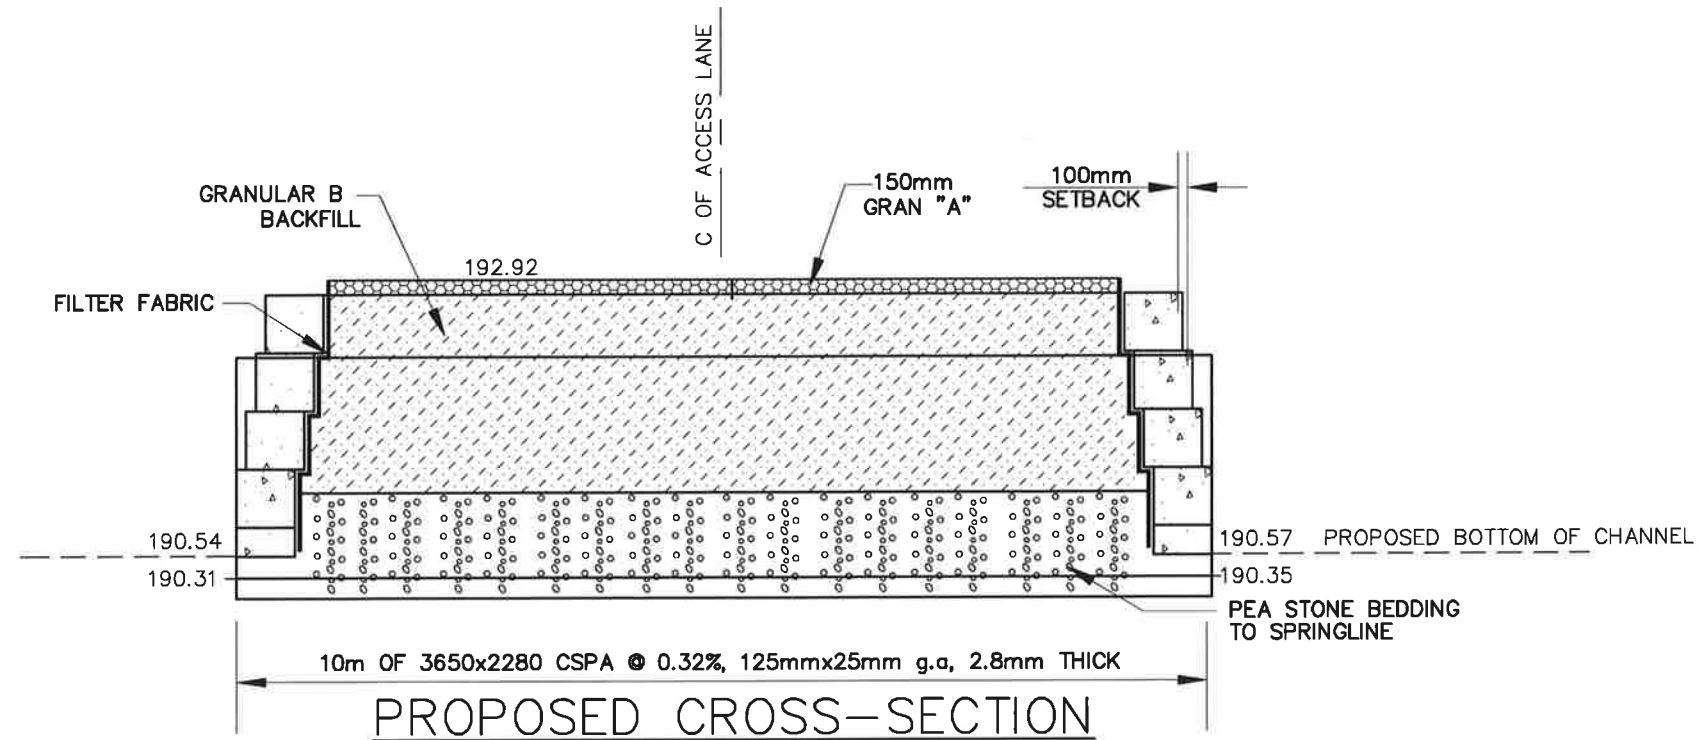 C OF ACCESS LANE
GRANULAR B
BACKFILL
150mm
GRAN "A"
100mm
SETBACK
192.92
FILTER FABRIC
190.54
190.57 PROPOSED BOTTOM OF CHANNEL
190.31
190.35
PEA STONE BEDDING
TO SPRINGLINE
10m OF 3650x2280 CSPA @ 0.32%, 125mmx25mm g.a, 2.8mm THICK
PROPOSED CROSS-SECTION